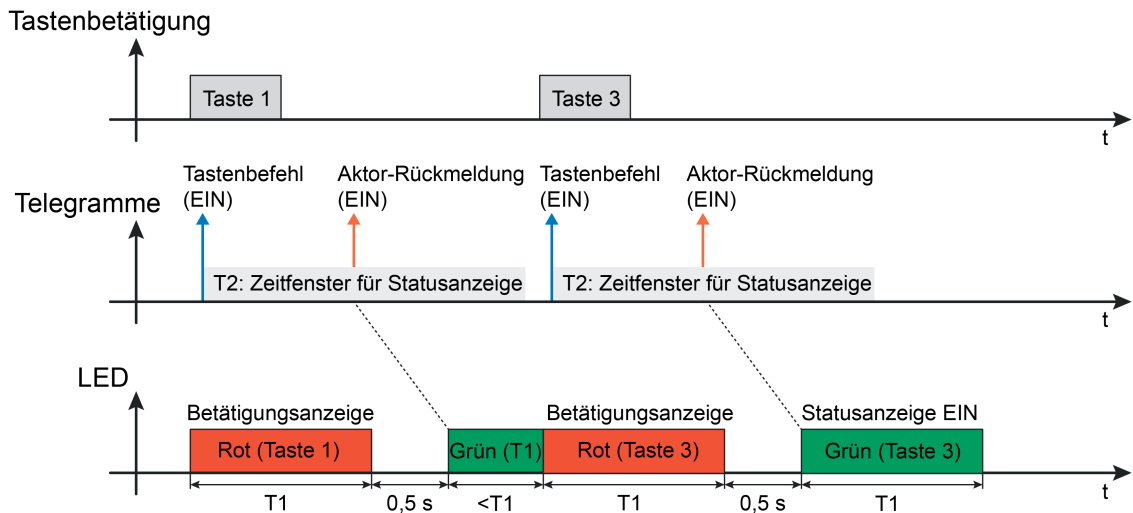 Tastenbetätigung
Taste 1
Taste 3
t
Tastenbefehl
(EIN)
Aktor-Rückmeldung
(EIN)
Tastenbefehl
(EIN)
Aktor-Rückmeldung
(EIN)
Telegramme
T2: Zeitfenster für Statusanzeige
T2: Zeitfenster für Statusanzeige
t
LED
Betätigungsanzeige
Betätigungsanzeige
Statusanzeige EIN
Rot (Taste 1)
Grün (T1)
Rot (Taste 3)
Grün (Taste 3)
t
T1
0,5 s
<T1
T1
0,5 s
T1